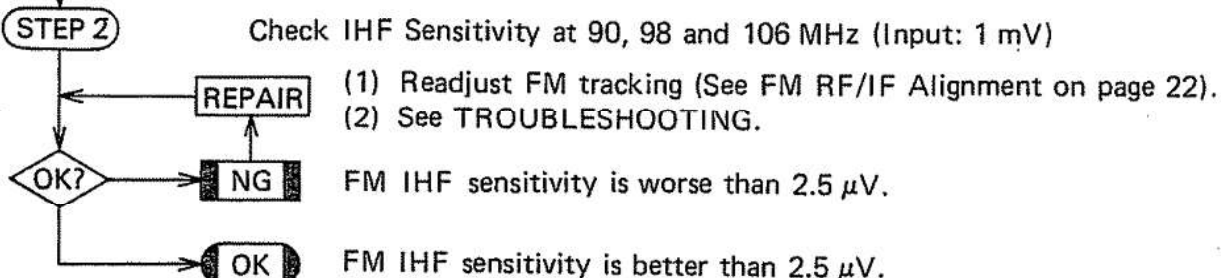 STEP 2
Check IHF Sensitivity at 90, 98 and 106 MHz (Input: 1 mV)
REPAIR
(1) Readjust FM tracking (See FM RF/IF Alignment on page 22).
(2) See TROUBLESHOOTING.
OK?
NG
FM IHF sensitivity is worse than 2.5 μV.
OK
FM IHF sensitivity is better than 2.5 μV.